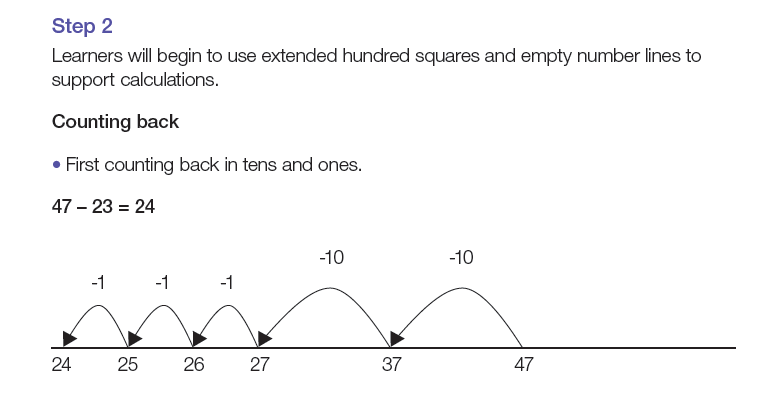 Step 2
Learners will begin to use extended hundred squares and empty number lines to
support calculations.
Counting back
• First counting back in tens and ones.
47 – 23 = 24
-10 -10
-1 -1 -1
24 25 26 27 37 47